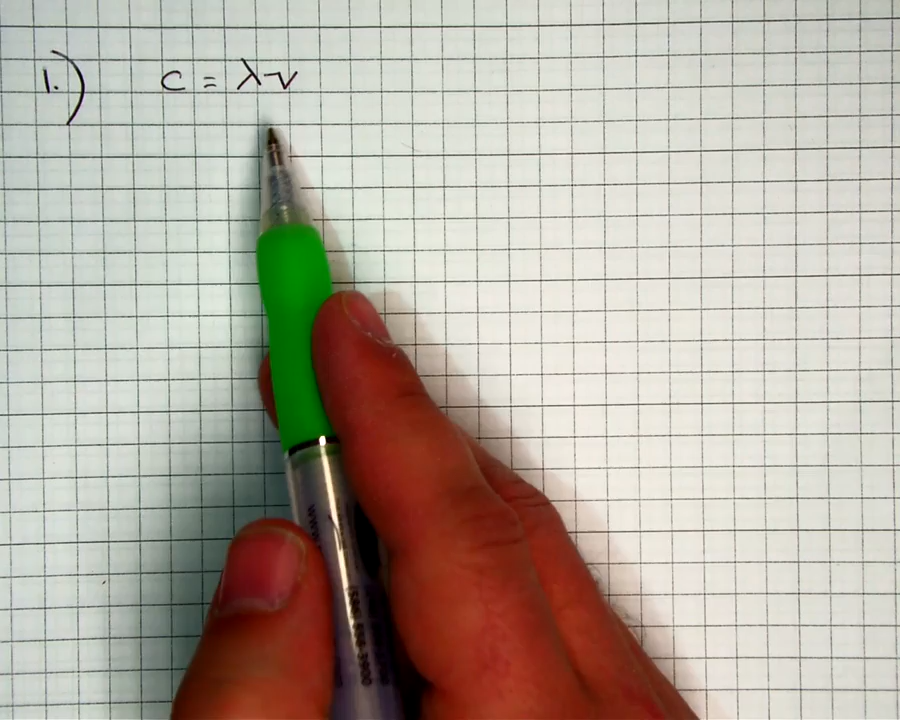 1.) c = λν